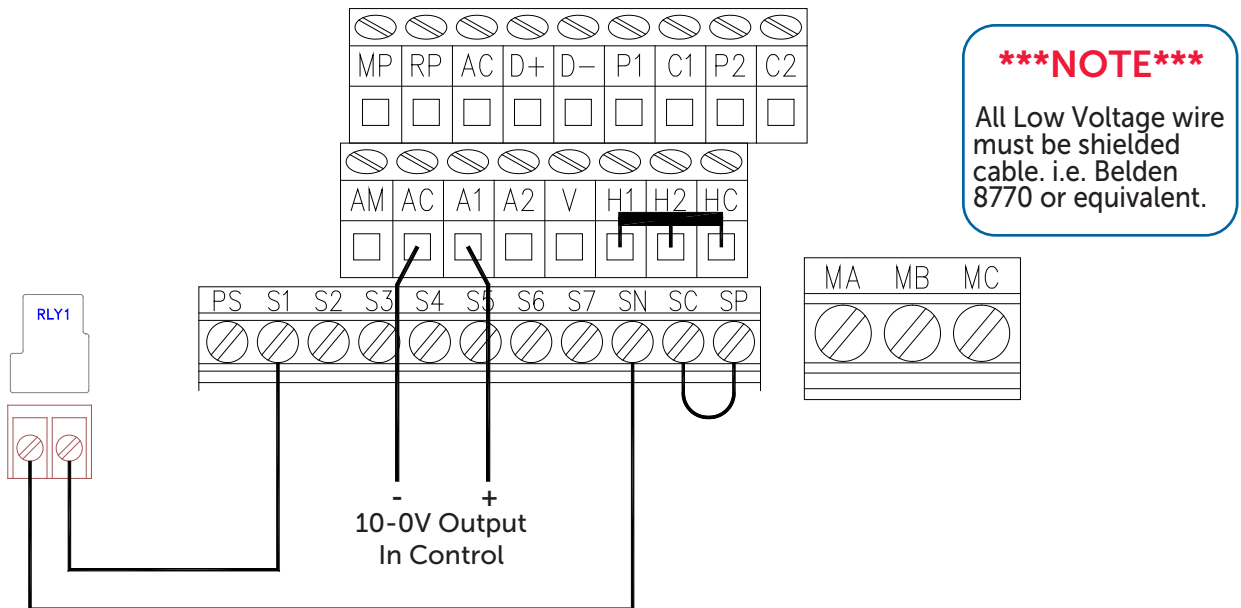 MP RP AC D+ D- P1 C1 P2 C2
***NOTE***
All Low Voltage wire
must be shielded
cable. i.e. Belden
8770 or equivalent.
AM AC A1 A2 V H1 H2 HC
PS S1 S2 S3 S4 S5 S6 S7 SN SC SP
MA MB MC
RLY1
- +
10-0V Output
In Control